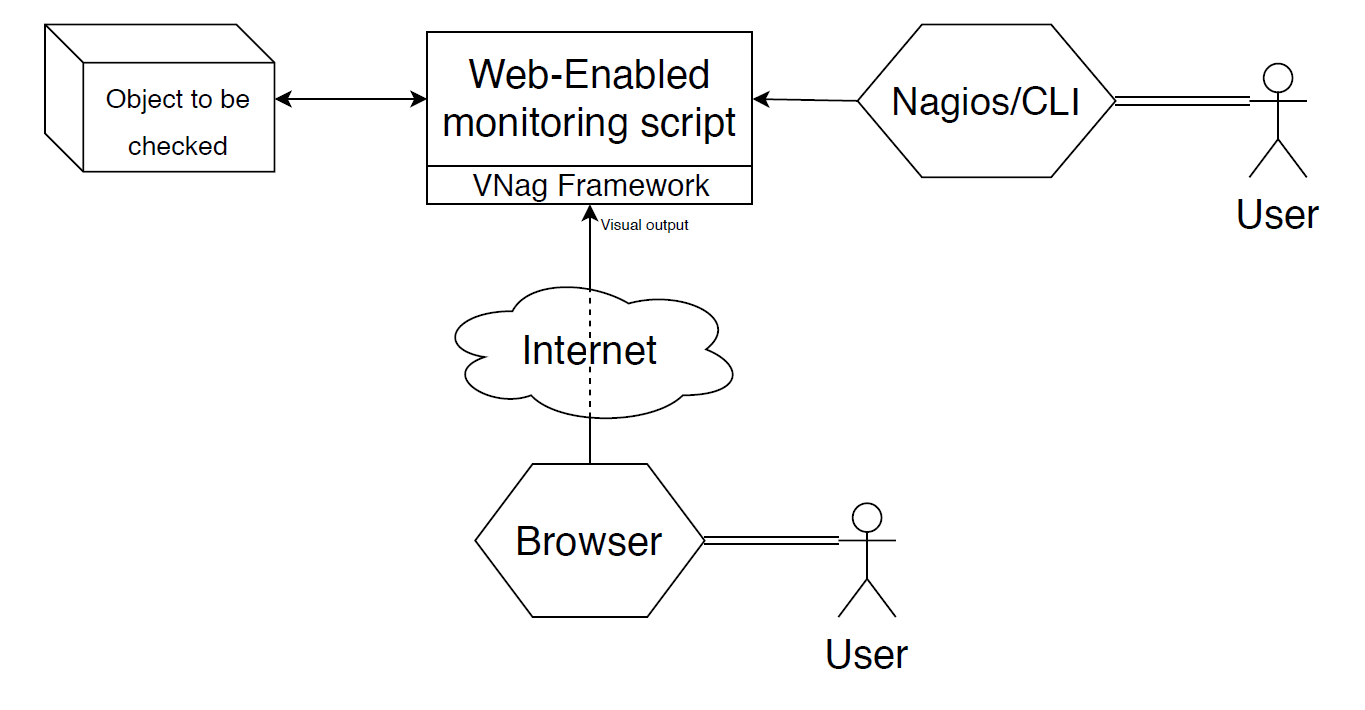 Object to be
checked
Web-Enabled
monitoring script
VNag Framework
Nagios/CLI
User
Visual output
Internet
Browser
User